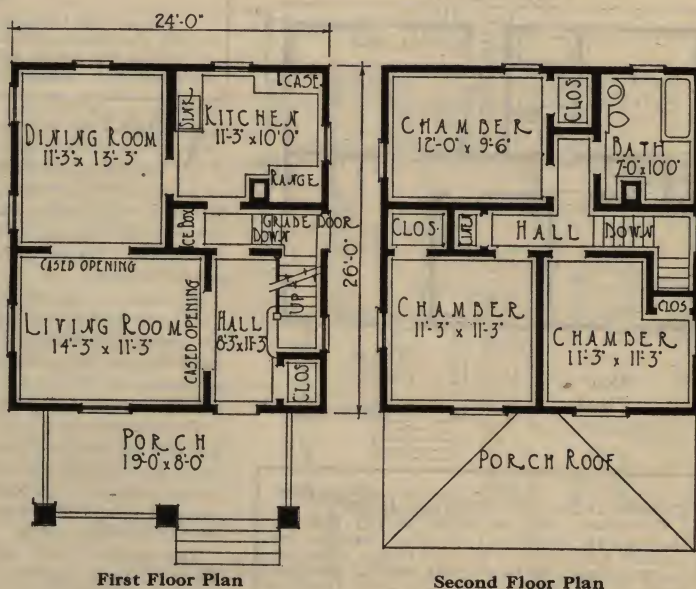 24'-0"
DINING ROOM
11'-3" x 13'-3"
KITCHEN
11'-3" x 10'0"
SINK
CASE
RANGE
ICE BOX
GRADE DOOR
DOWN
26'-0"
CASED OPENING
LIVING ROOM
14'-3" x 11'-3"
CASED OPENING
HALL
8'-3" x 11'-3"
UP
CLOS
PORCH
19'-0" x 8'-0"
First Floor Plan
CHAMBER
12'-0" x 9'-6"
CLOS
BATH
7'-0" x 10'0"
CLOS.
LINEN
HALL
DOWN
CHAMBER
11'-3" x 11'-3"
CHAMBER
11'-3" x 11'-3"
CLOS
PORCH ROOF
Second Floor Plan